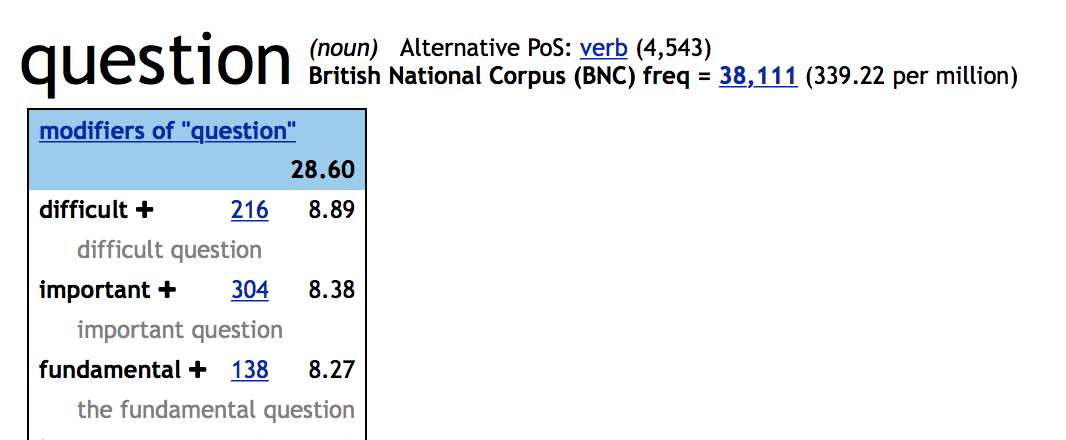 question (noun) Alternative PoS: verb (4,543)
British National Corpus (BNC) freq = 38,111 (339.22 per million)
modifiers of "question"
28.60
difficult + 216 8.89
difficult question
important + 304 8.38
important question
fundamental + 138 8.27
the fundamental question